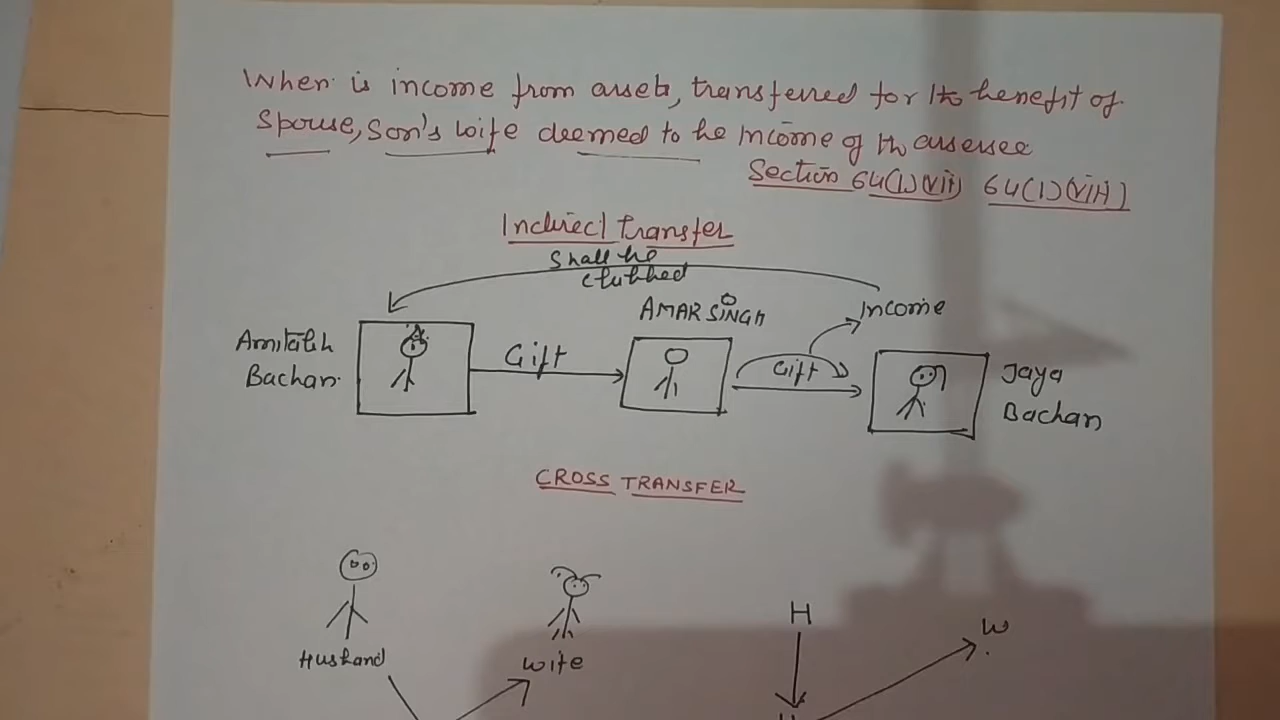 When is income from assets, transferred for the benefit of
Spouse, Son's wife deemed to be income of the assessee
Section 64(1)(vii) 64(1)(viii)
Indirect transfer
Shall be
clubbed
AMAR SINGH
Income
Amitabh
Bachan
Gift
Gift
Jaya
Bachan
CROSS TRANSFER
Husband
wife
H
W